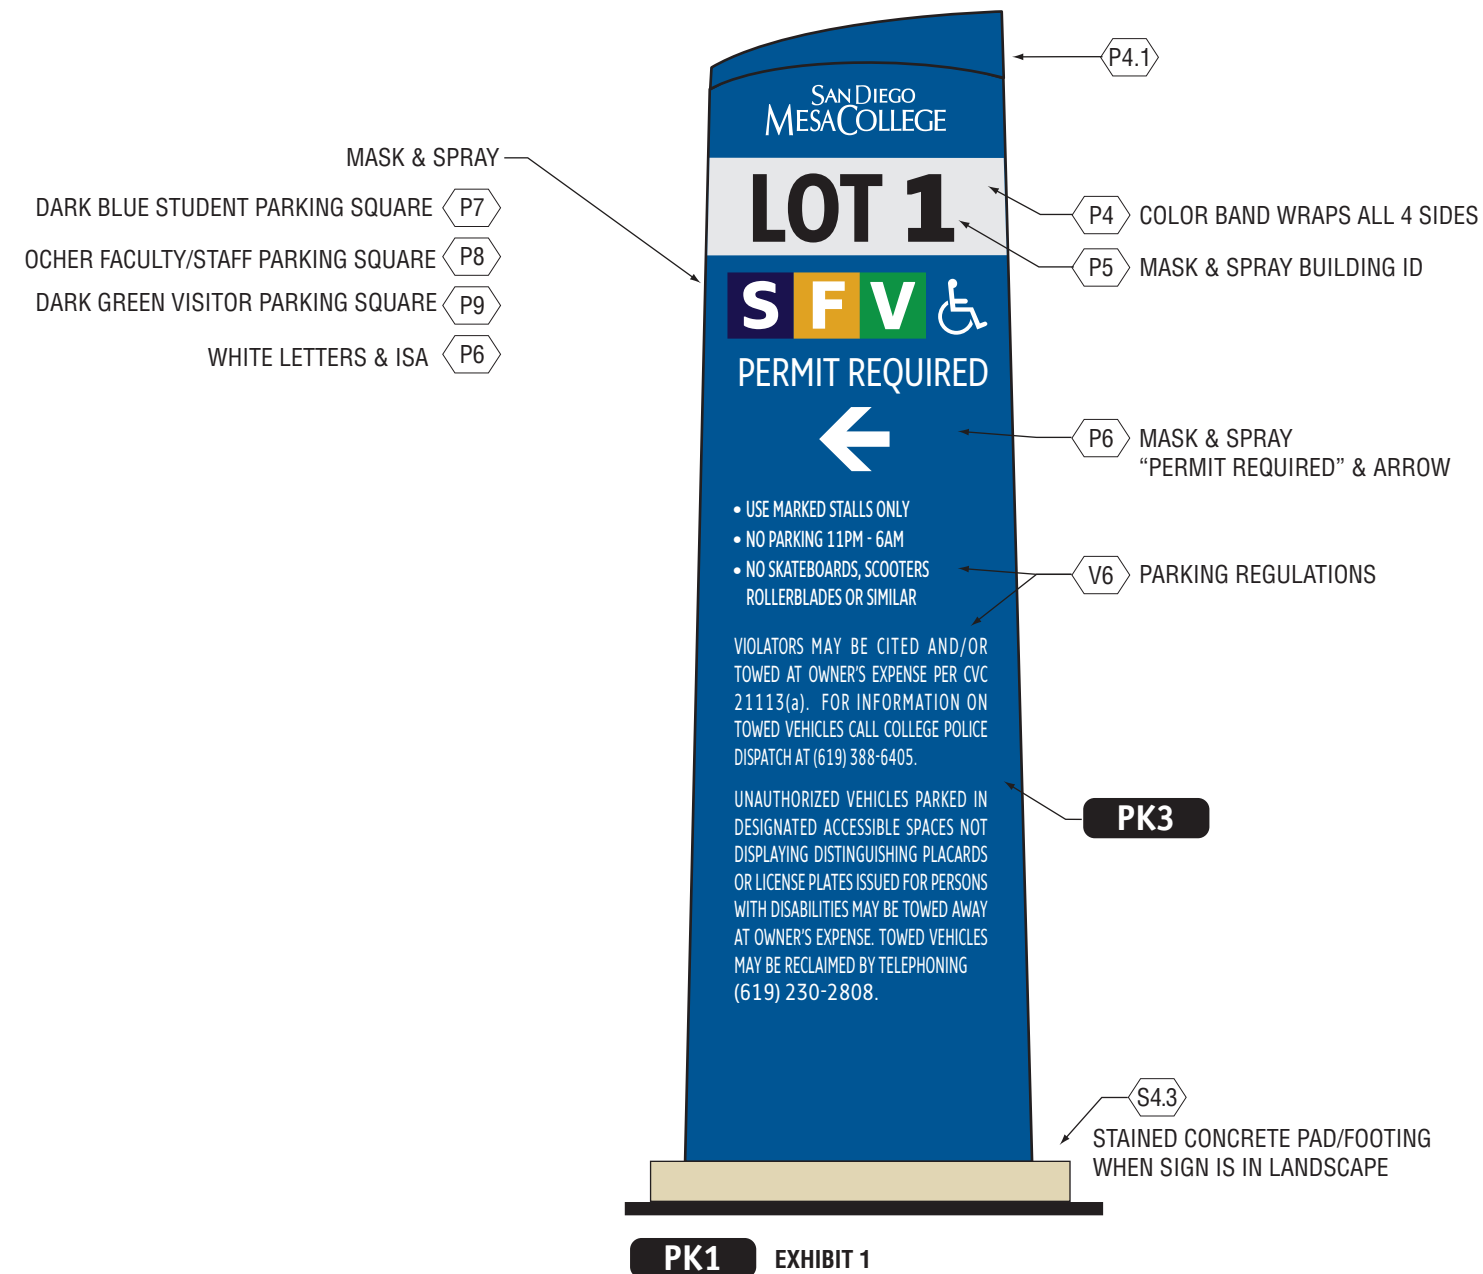 P4.1
SAN DIEGO
MESA COLLEGE
MASK & SPRAY
DARK BLUE STUDENT PARKING SQUARE P7
OCHER FACULTY/STAFF PARKING SQUARE P8
DARK GREEN VISITOR PARKING SQUARE P9
WHITE LETTERS & ISA P6
LOT 1
P4 COLOR BAND WRAPS ALL 4 SIDES
P5 MASK & SPRAY BUILDING ID
S F V
PERMIT REQUIRED
P6 MASK & SPRAY
“PERMIT REQUIRED” & ARROW
• USE MARKED STALLS ONLY
• NO PARKING 11PM - 6AM
• NO SKATEBOARDS, SCOOTERS
ROLLERBLADES OR SIMILAR
V6 PARKING REGULATIONS
VIOLATORS MAY BE CITED AND/OR
TOWED AT OWNER'S EXPENSE PER CVC
21113(a). FOR INFORMATION ON
TOWED VEHICLES CALL COLLEGE POLICE
DISPATCH AT (619) 388-6405.
UNAUTHORIZED VEHICLES PARKED IN
DESIGNATED ACCESSIBLE SPACES NOT
DISPLAYING DISTINGUISHING PLACARDS
OR LICENSE PLATES ISSUED FOR PERSONS
WITH DISABILITIES MAY BE TOWED AWAY
AT OWNER'S EXPENSE. TOWED VEHICLES
MAY BE RECLAIMED BY TELEPHONING
(619) 230-2808.
PK3
S4.3
STAINED CONCRETE PAD/FOOTING
WHEN SIGN IS IN LANDSCAPE
PK1 EXHIBIT 1